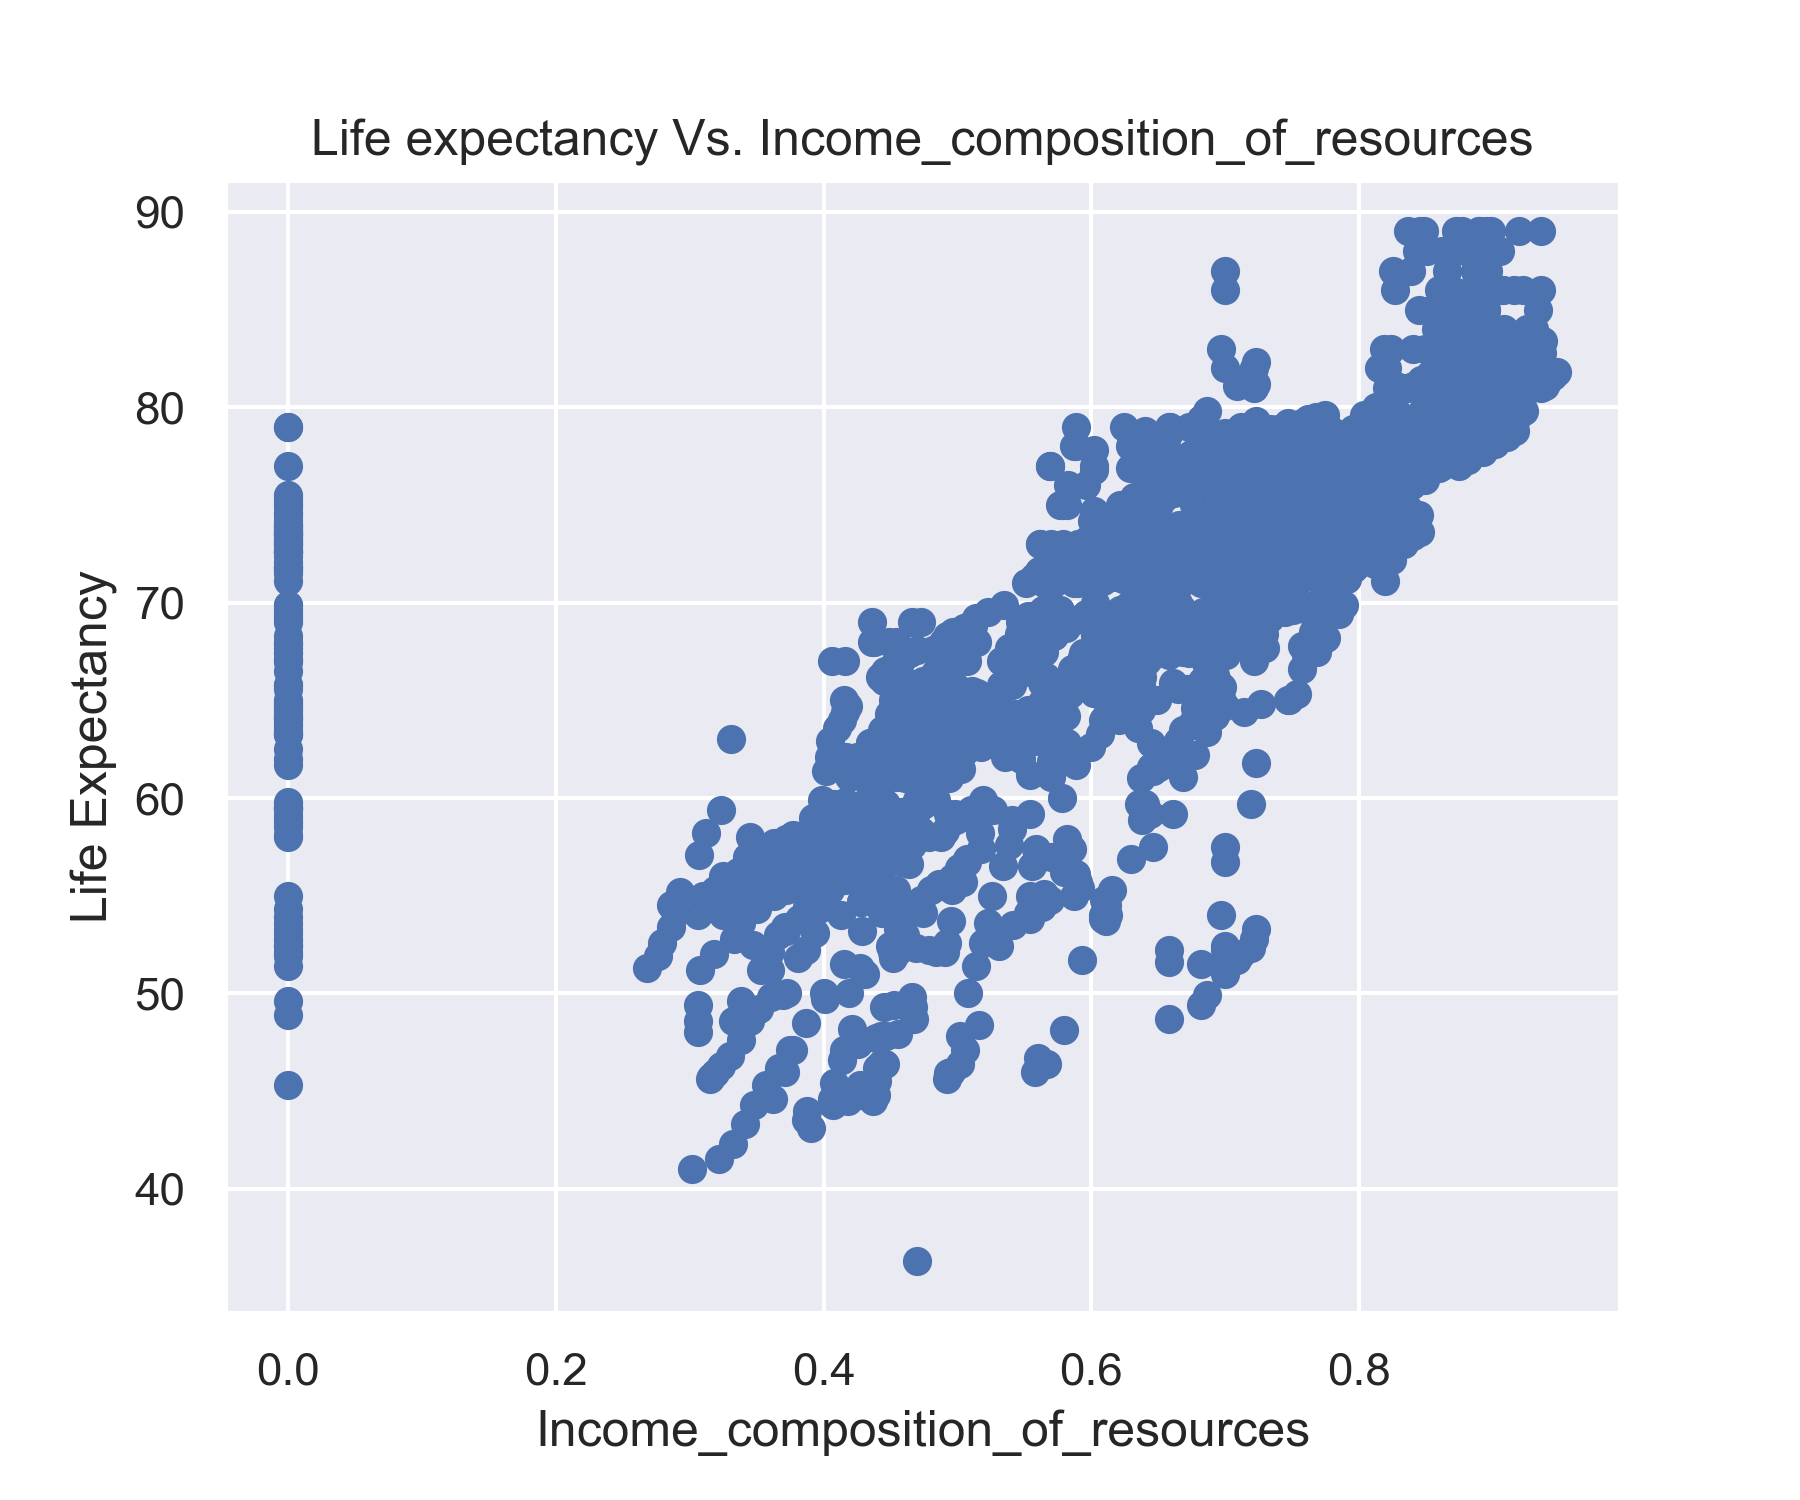 Life expectancy Vs. Income_composition_of_resources
90
80
70
60
50
40
Life Expectancy
0.0 0.2 0.4 0.6 0.8
Income_composition_of_resources